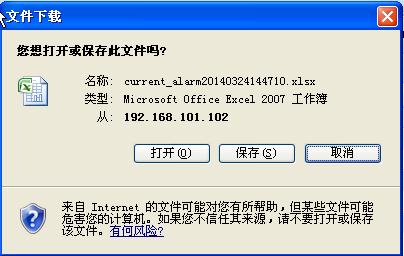 文件下载
您想打开或保存此文件吗?
名称: current_alarm20140324144710.xlsx
类型: Microsoft Office Excel 2007 工作簿
从: 192.168.101.102
打开(O) 保存(S) 取消
来自 Internet 的文件可能对您有所帮助,但某些文件可能
危害您的计算机。如果您不信任其来源,请不要打开或保存
该文件。有何风险?